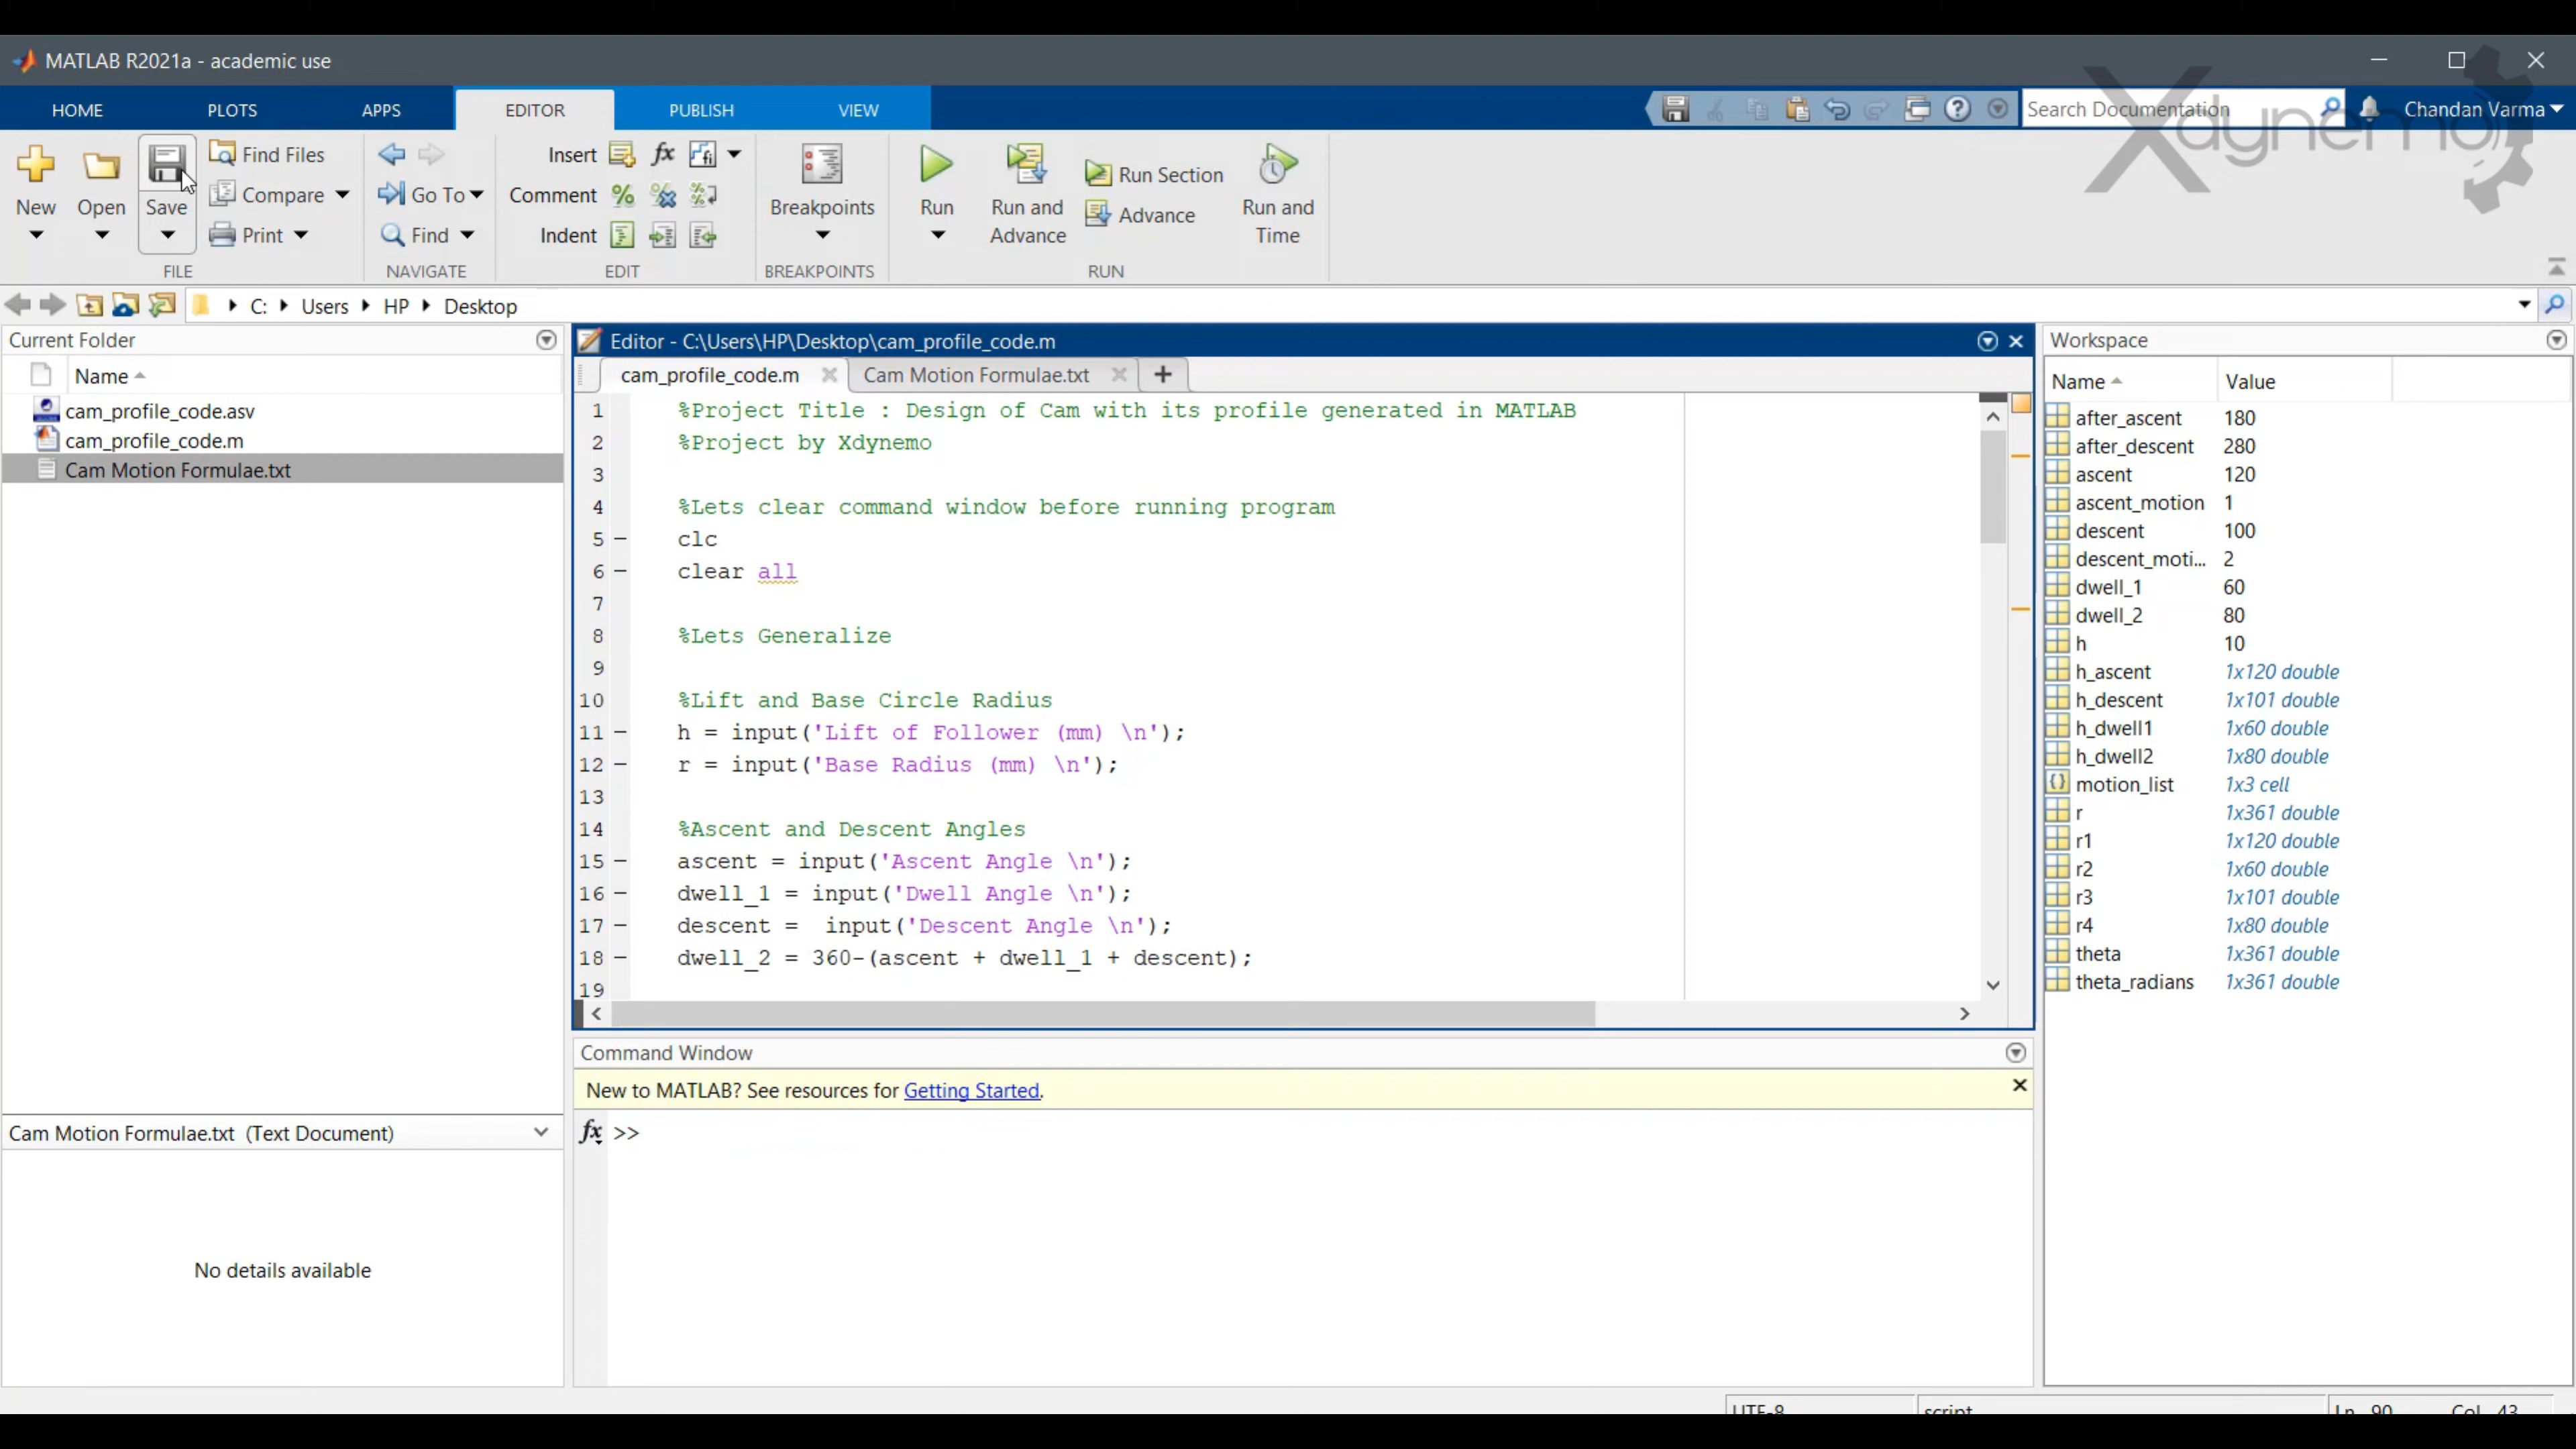 MATLAB R2021a - academic use
Xdynemo
HOME
PLOTS
APPS
EDITOR
PUBLISH
VIEW
Search Documentation
Chandan Varma
New
Open
Save
Find Files
Compare
Print
FILE
Go To
Find
NAVIGATE
Insert
Comment
Indent
EDIT
Breakpoints
BREAKPOINTS
Run
Run and Advance
Run Section
Advance
Run and Time
RUN
C: Users HP Desktop
Current Folder
Name
cam_profile_code.asv
cam_profile_code.m
Cam Motion Formulae.txt
Cam Motion Formulae.txt (Text Document)
No details available
Editor - C:\Users\HP\Desktop\cam_profile_code.m
cam_profile_code.m
Cam Motion Formulae.txt
1 %Project Title : Design of Cam with its profile generated in MATLAB
2 %Project by Xdynemo
3
4 %Lets clear command window before running program
5 clc
6 clear all
7
8 %Lets Generalize
9
10 %Lift and Base Circle Radius
11 h = input('Lift of Follower (mm) \n');
12 r = input('Base Radius (mm) \n');
13
14 %Ascent and Descent Angles
15 ascent = input('Ascent Angle \n');
16 dwell_1 = input('Dwell Angle \n');
17 descent =  input('Descent Angle \n');
18 dwell_2 = 360-(ascent + dwell_1 + descent);
19
Command Window
New to MATLAB? See resources for Getting Started.
fx >>
Workspace
Name Value
after_ascent 180
after_descent 280
ascent 120
ascent_motion 1
descent 100
descent_moti... 2
dwell_1 60
dwell_2 80
h 10
h_ascent 1x120 double
h_descent 1x101 double
h_dwell1 1x60 double
h_dwell2 1x80 double
motion_list 1x3 cell
r 1x361 double
r1 1x120 double
r2 1x60 double
r3 1x101 double
r4 1x80 double
theta 1x361 double
theta_radians 1x361 double
UTF-8
script
Ln 90 Col 43